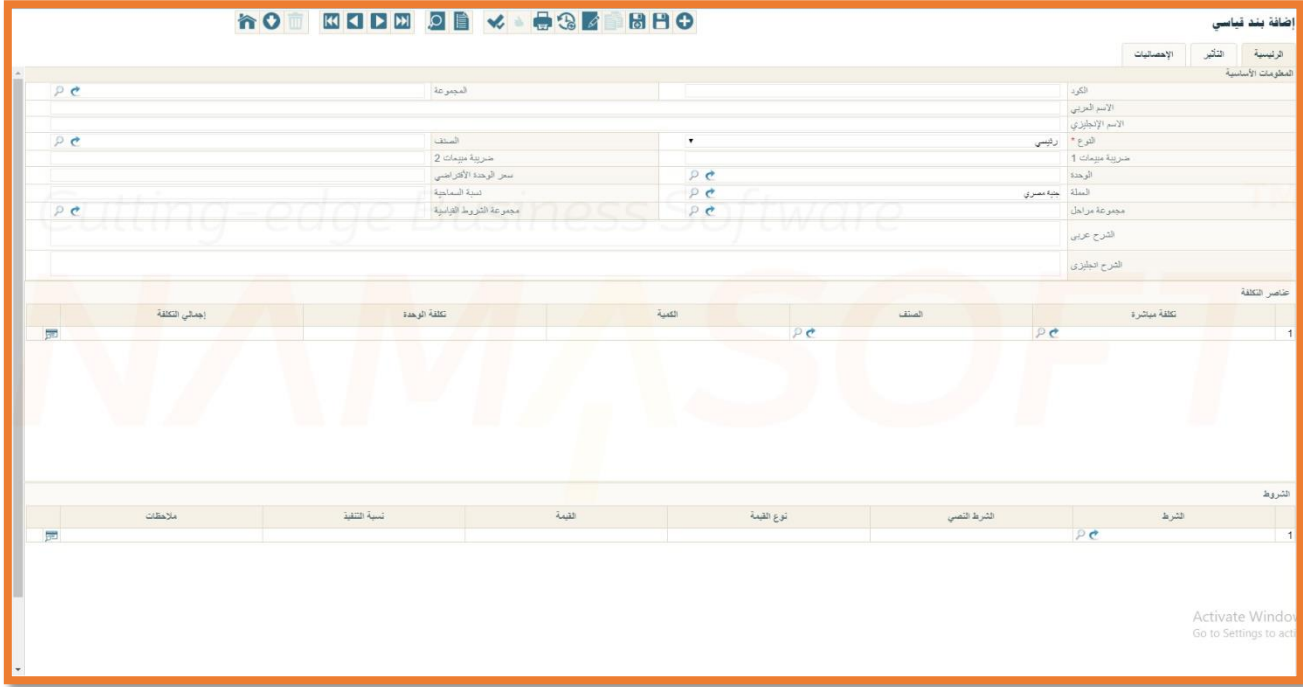 إضافة بند قياسي
الرئيسية التأثير الإحصائيات
المعلومات الأساسية
الكود المجموعة
الاسم العربي
الاسم الإنجليزي
النوع * رئيسي الصنف
ضريبة مبيعات 1 ضريبة مبيعات 2
الوحدة سعر الوحدة الأفتراضي
العملة جنيه مصري نسبة السماحية
مجموعة مراحل مجموعة الشروط القياسية
الشرح عربي
الشرح انجليزي
Cutting-edge Business Software
TM
NAMASOFT
عناصر التكلفة
تكلفة مباشرة الصنف الكمية تكلفة الوحدة إجمالي التكلفة
1
الشروط
الشرط الشرط النصي نوع القيمة القيمة نسبة التنفيذ ملاحظات
1
Activate Window
Go to Settings to acti